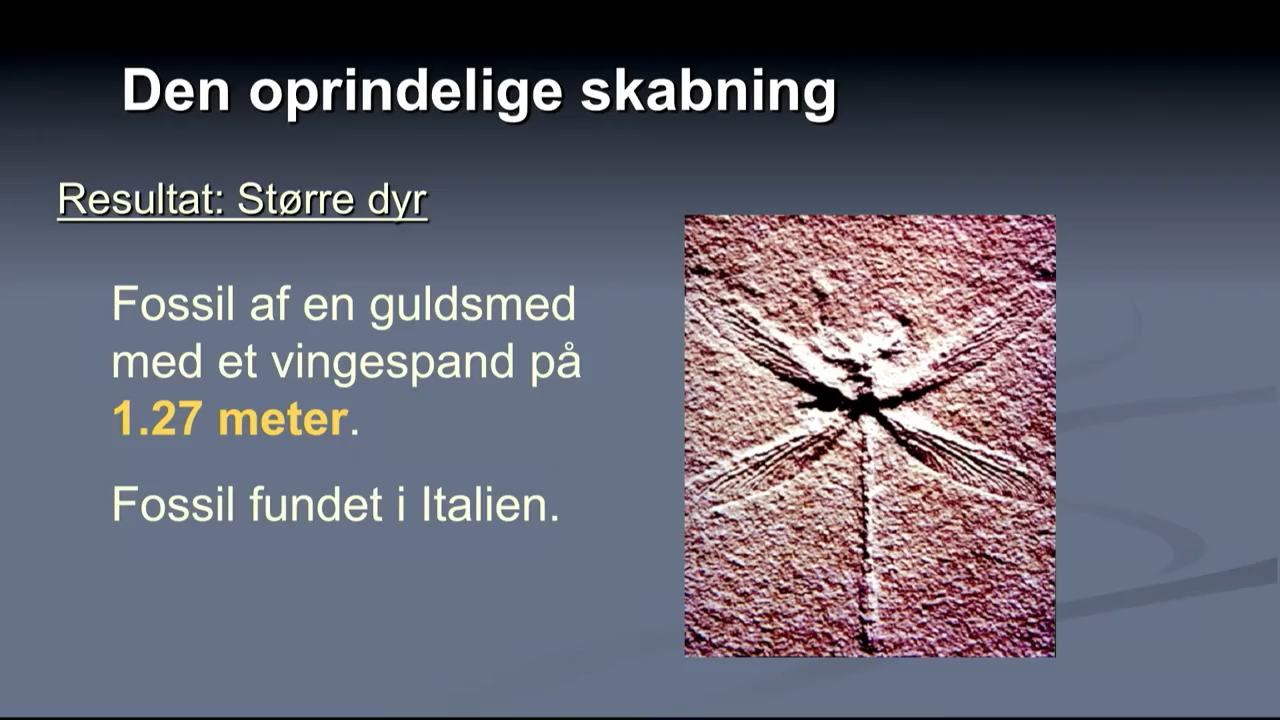 Den oprindelige skabning
Resultat: Større dyr
Fossil af en guldsmed
med et vingespand på
1.27 meter.
Fossil fundet i Italien.